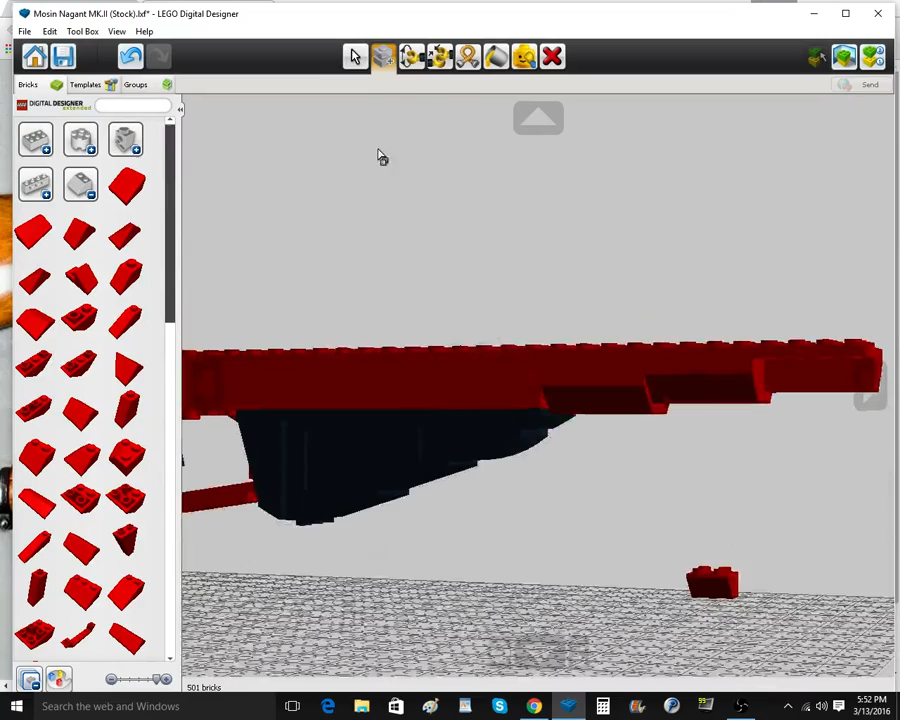 Mosin Nagant MK.II (Stock).lxf* - LEGO Digital Designer
File Edit Tool Box View Help
Bricks Templates Groups Send
DIGITAL DESIGNER
extended
501 bricks
Search the web and Windows
99
5:52 PM
3/13/2016